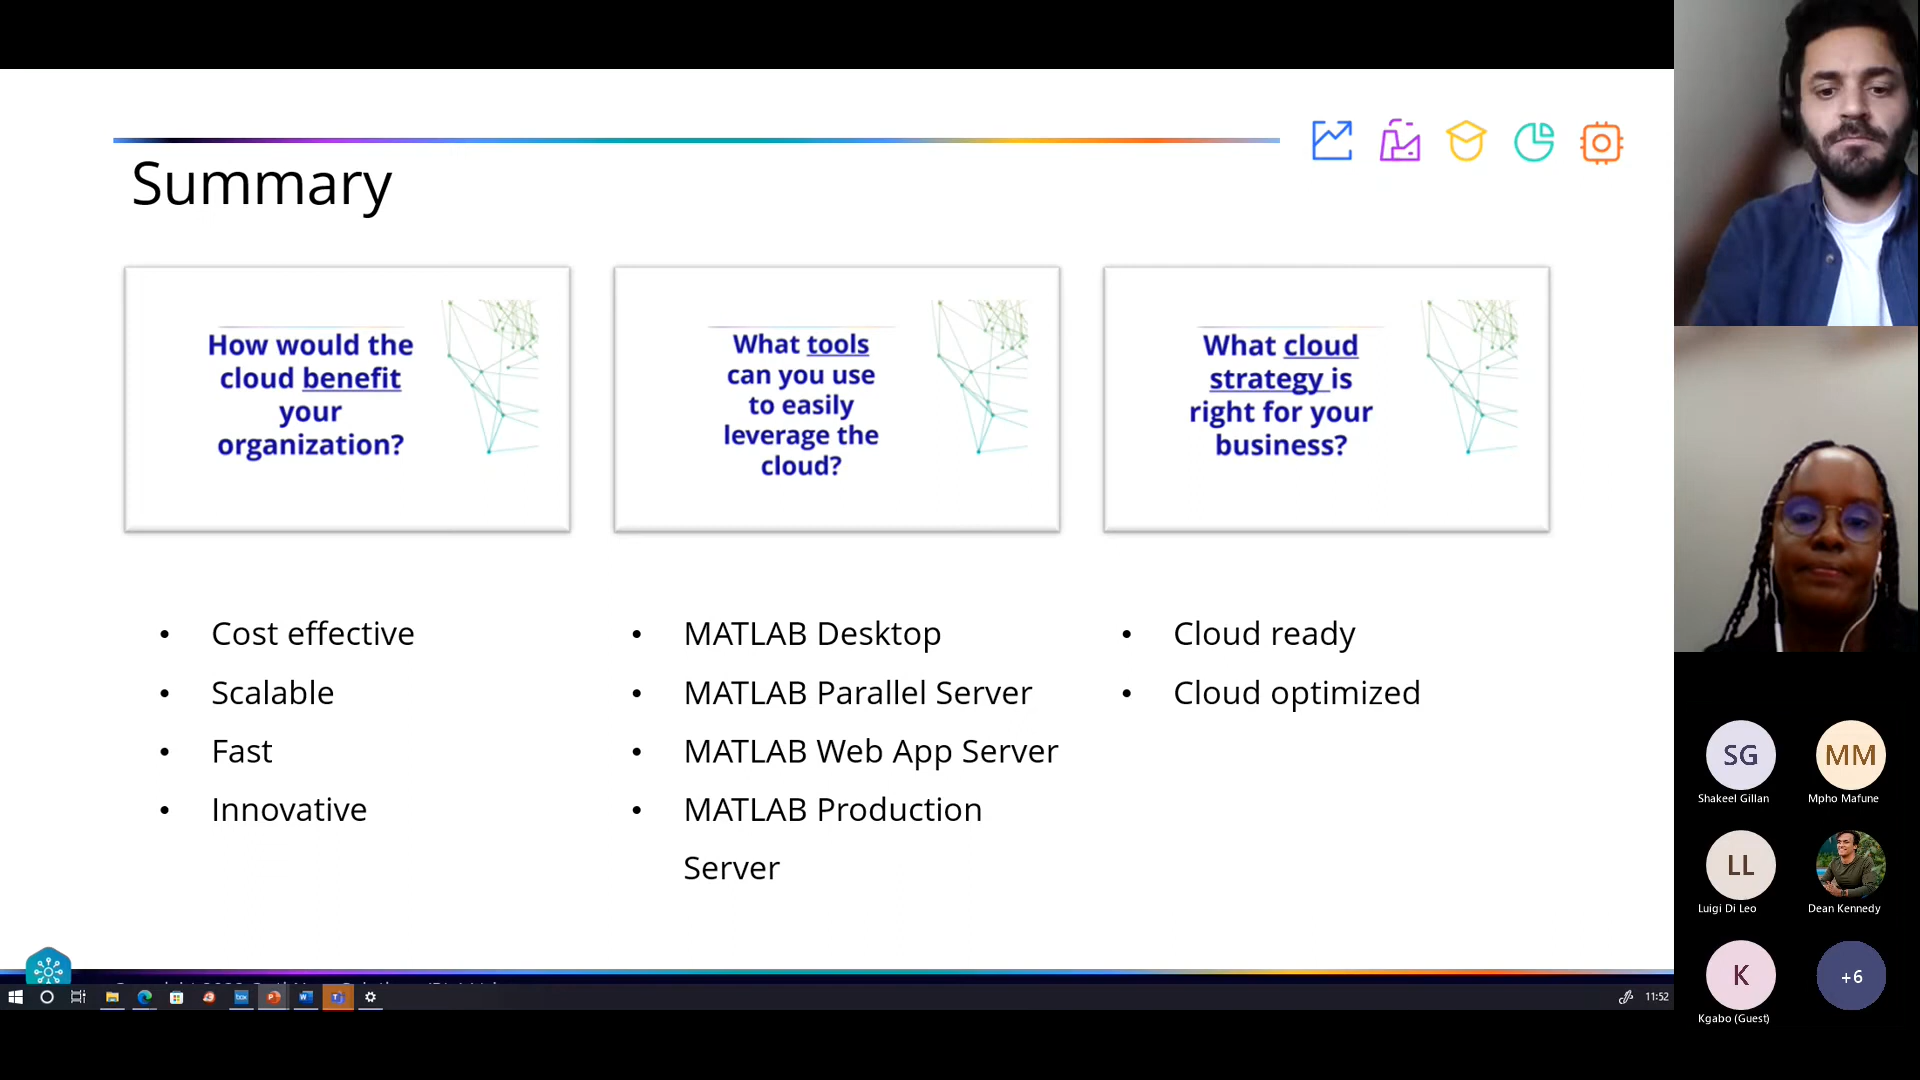 Summary
How would the
cloud benefit
your
organization?
What tools
can you use
to easily
leverage the
cloud?
What cloud
strategy is
right for your
business?
• Cost effective
• Scalable
• Fast
• Innovative
• MATLAB Desktop
• MATLAB Parallel Server
• MATLAB Web App Server
• MATLAB Production
Server
• Cloud ready
• Cloud optimized
11:52
SG
Shakeel Gillan
MM
Mpho Mafune
LL
Luigi Di Leo
Dean Kennedy
K
Kgabo (Guest)
+6